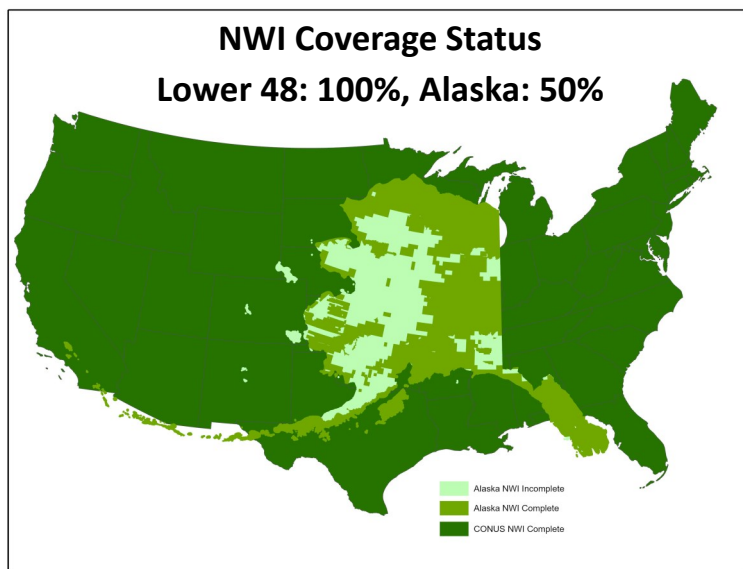 NWI Coverage Status
Lower 48: 100%, Alaska: 50%
Alaska NWI Incomplete
Alaska NWI Complete
CONUS NWI Complete